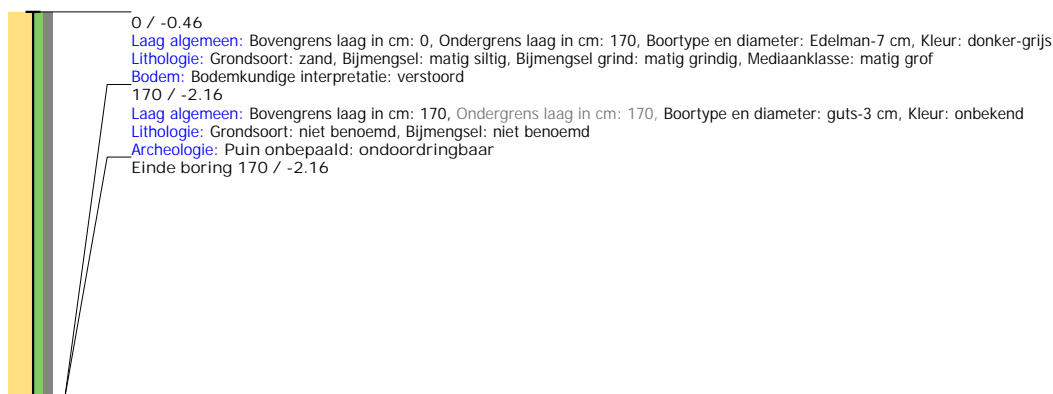 0 / -0.46
Laag algemeen: Bovengrens laag in cm: 0, Ondergrens laag in cm: 170, Boortype en diameter: Edelman-7 cm, Kleur: donker-grijs
Lithologie: Grondsoort: zand, Bijmengsel: matig siltig, Bijmengsel grind: matig grindig, Mediaanklasse: matig grof
Bodem: Bodemkundige interpretatie: verstoord
170 / -2.16
Laag algemeen: Bovengrens laag in cm: 170, Ondergrens laag in cm: 170, Boortype en diameter: guts-3 cm, Kleur: onbekend
Lithologie: Grondsoort: niet benoemd, Bijmengsel: niet benoemd
Archeologie: Puin onbepaald: ondoordringbaar
Einde boring 170 / -2.16